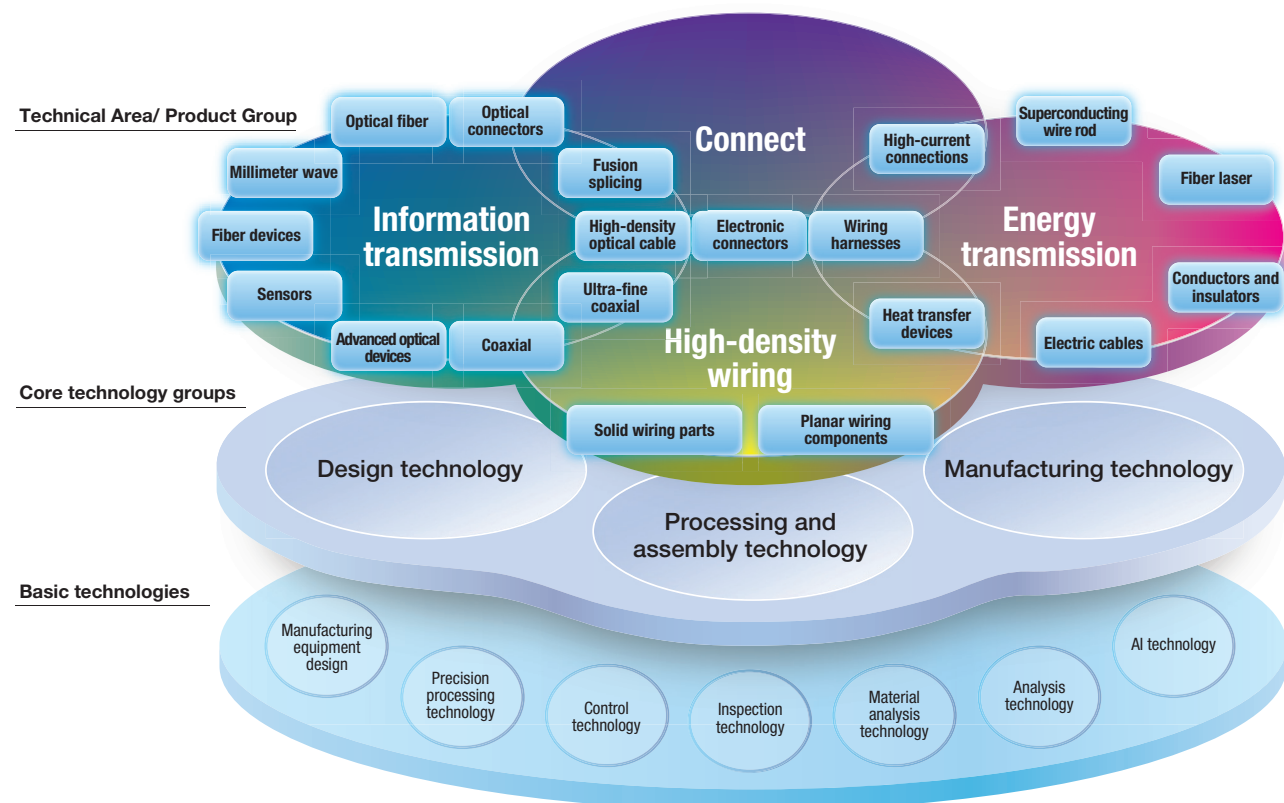 Technical Area/ Product Group
Connect
Information
transmission
Energy
transmission
High-density
wiring
Optical fiber
Optical
connectors
Millimeter wave
Fusion
splicing
Fiber devices
High-density
optical cable
Electronic
connectors
Wiring
harnesses
High-current
connections
Superconducting
wire rod
Fiber laser
Sensors
Ultra-fine
coaxial
Advanced optical
devices
Coaxial
Heat transfer
devices
Conductors and
insulators
Electric cables
Solid wiring parts
Planar wiring
components
Core technology groups
Design technology
Processing and
assembly technology
Manufacturing technology
Basic technologies
Manufacturing
equipment
design
Precision
processing
technology
Control
technology
Inspection
technology
Material
analysis
technology
Analysis
technology
AI technology